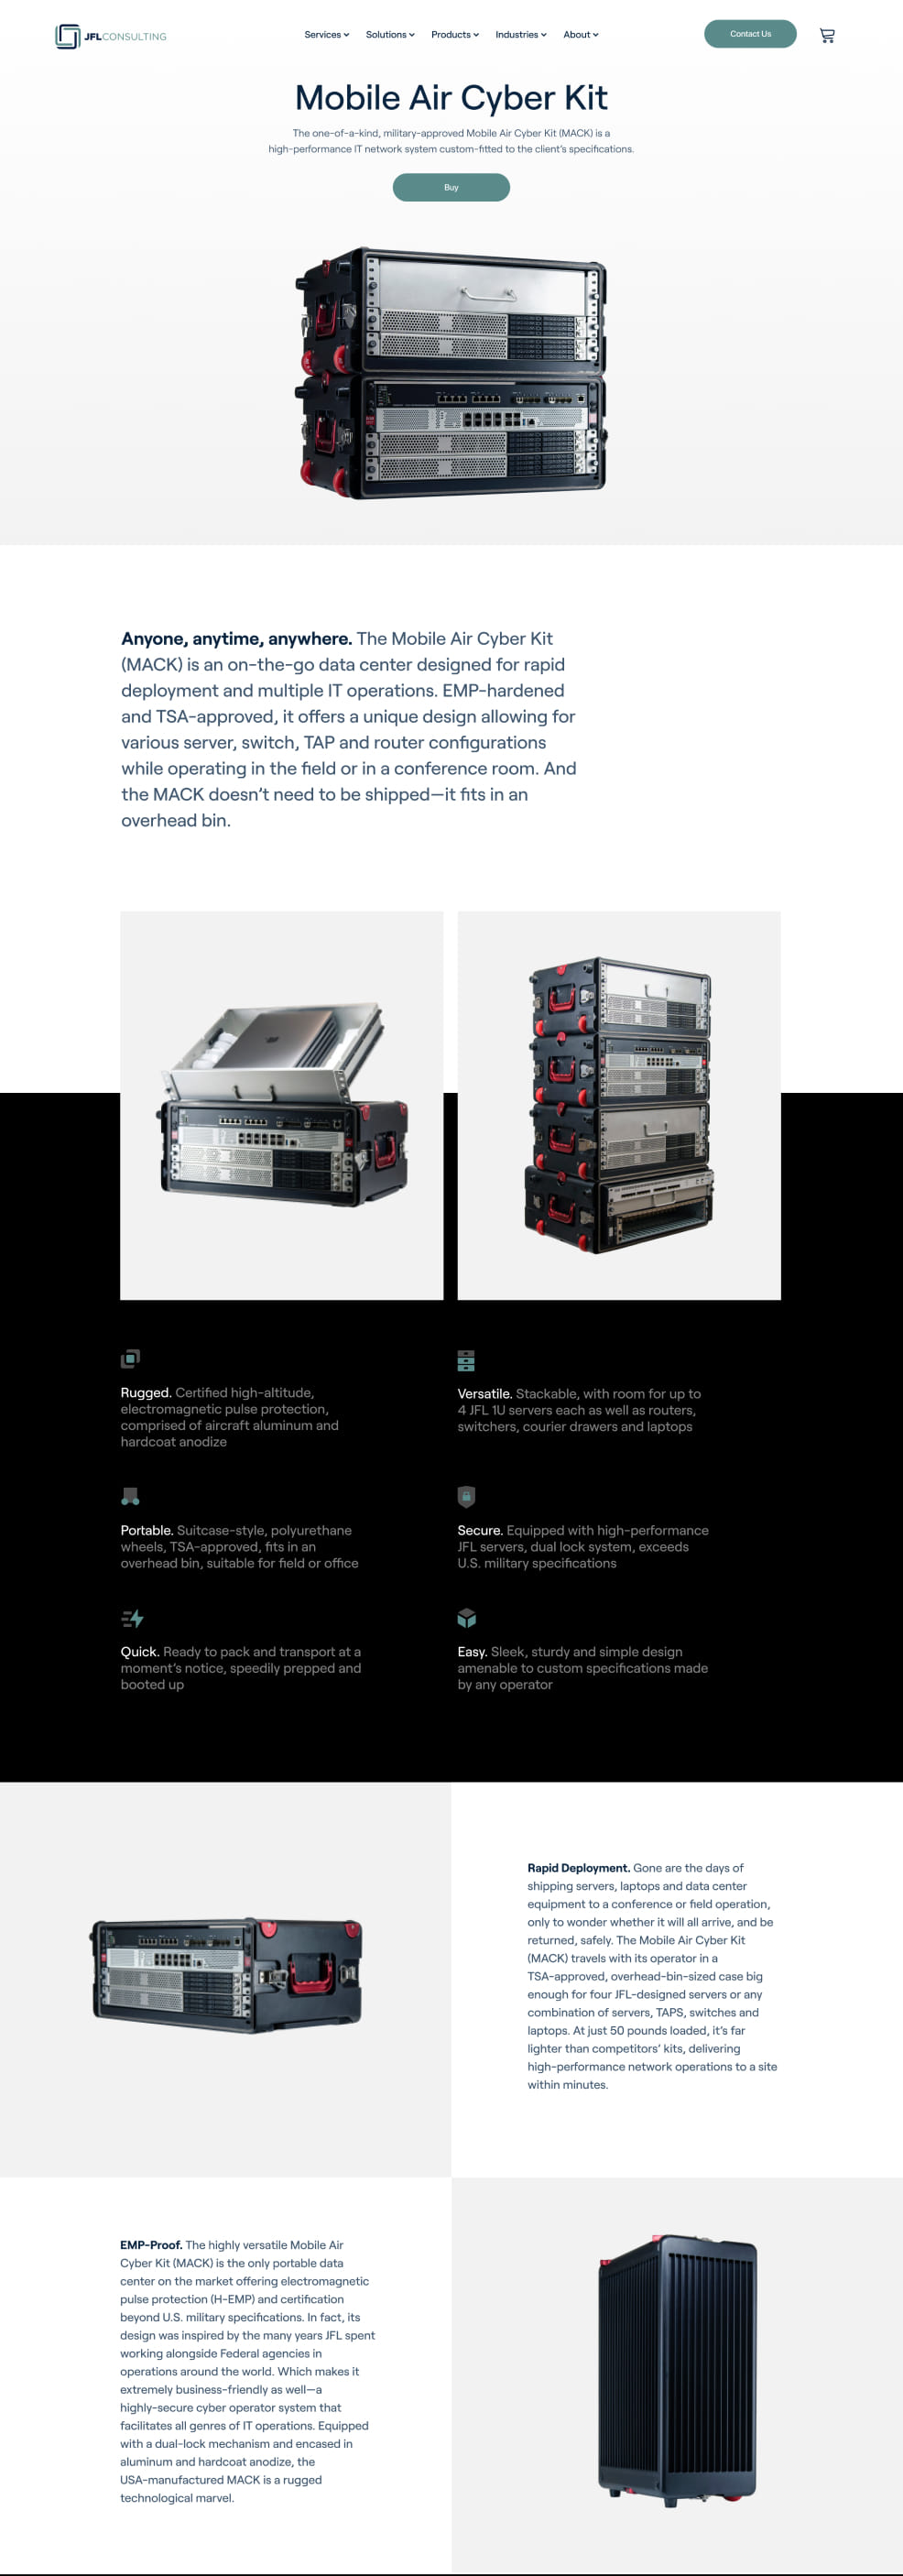 JFLCONSULTING
Services
Solutions
Products
Industries
About
Contact Us
Mobile Air Cyber Kit
The one-of-a-kind, military-approved Mobile Air Cyber Kit (MACK) is a
high-performance IT network system custom-fitted to the client's specifications.
Buy
Anyone, anytime, anywhere. The Mobile Air Cyber Kit
(MACK) is an on-the-go data center designed for rapid
deployment and multiple IT operations. EMP-hardened
and TSA-approved, it offers a unique design allowing for
various server, switch, TAP and router configurations
while operating in the field or in a conference room. And
the MACK doesn't need to be shipped—it fits in an
overhead bin.
Rugged. Certified high-altitude,
electromagnetic pulse protection,
comprised of aircraft aluminum and
hardcoat anodize
Versatile. Stackable, with room for up to
4 JFL 1U servers each as well as routers,
switchers, courier drawers and laptops
Portable. Suitcase-style, polyurethane
wheels, TSA-approved, fits in an
overhead bin, suitable for field or office
Secure. Equipped with high-performance
JFL servers, dual lock system, exceeds
U.S. military specifications
Quick. Ready to pack and transport at a
moment's notice, speedily prepped and
booted up
Easy. Sleek, sturdy and simple design
amenable to custom specifications made
by any operator
Rapid Deployment. Gone are the days of
shipping servers, laptops and data center
equipment to a conference or field operation,
only to wonder whether it will all arrive, and be
returned, safely. The Mobile Air Cyber Kit
(MACK) travels with its operator in a
TSA-approved, overhead-bin-sized case big
enough for four JFL-designed servers or any
combination of servers, TAPS, switches and
laptops. At just 50 pounds loaded, it's far
lighter than competitors' kits, delivering
high-performance network operations to a site
within minutes.
EMP-Proof. The highly versatile Mobile Air
Cyber Kit (MACK) is the only portable data
center on the market offering electromagnetic
pulse protection (H-EMP) and certification
beyond U.S. military specifications. In fact, its
design was inspired by the many years JFL spent
working alongside Federal agencies in
operations around the world. Which makes it
extremely business-friendly as well—a
highly-secure cyber operator system that
facilitates all genres of IT operations. Equipped
with a dual-lock mechanism and encased in
aluminum and hardcoat anodize, the
USA-manufactured MACK is a rugged
technological marvel.